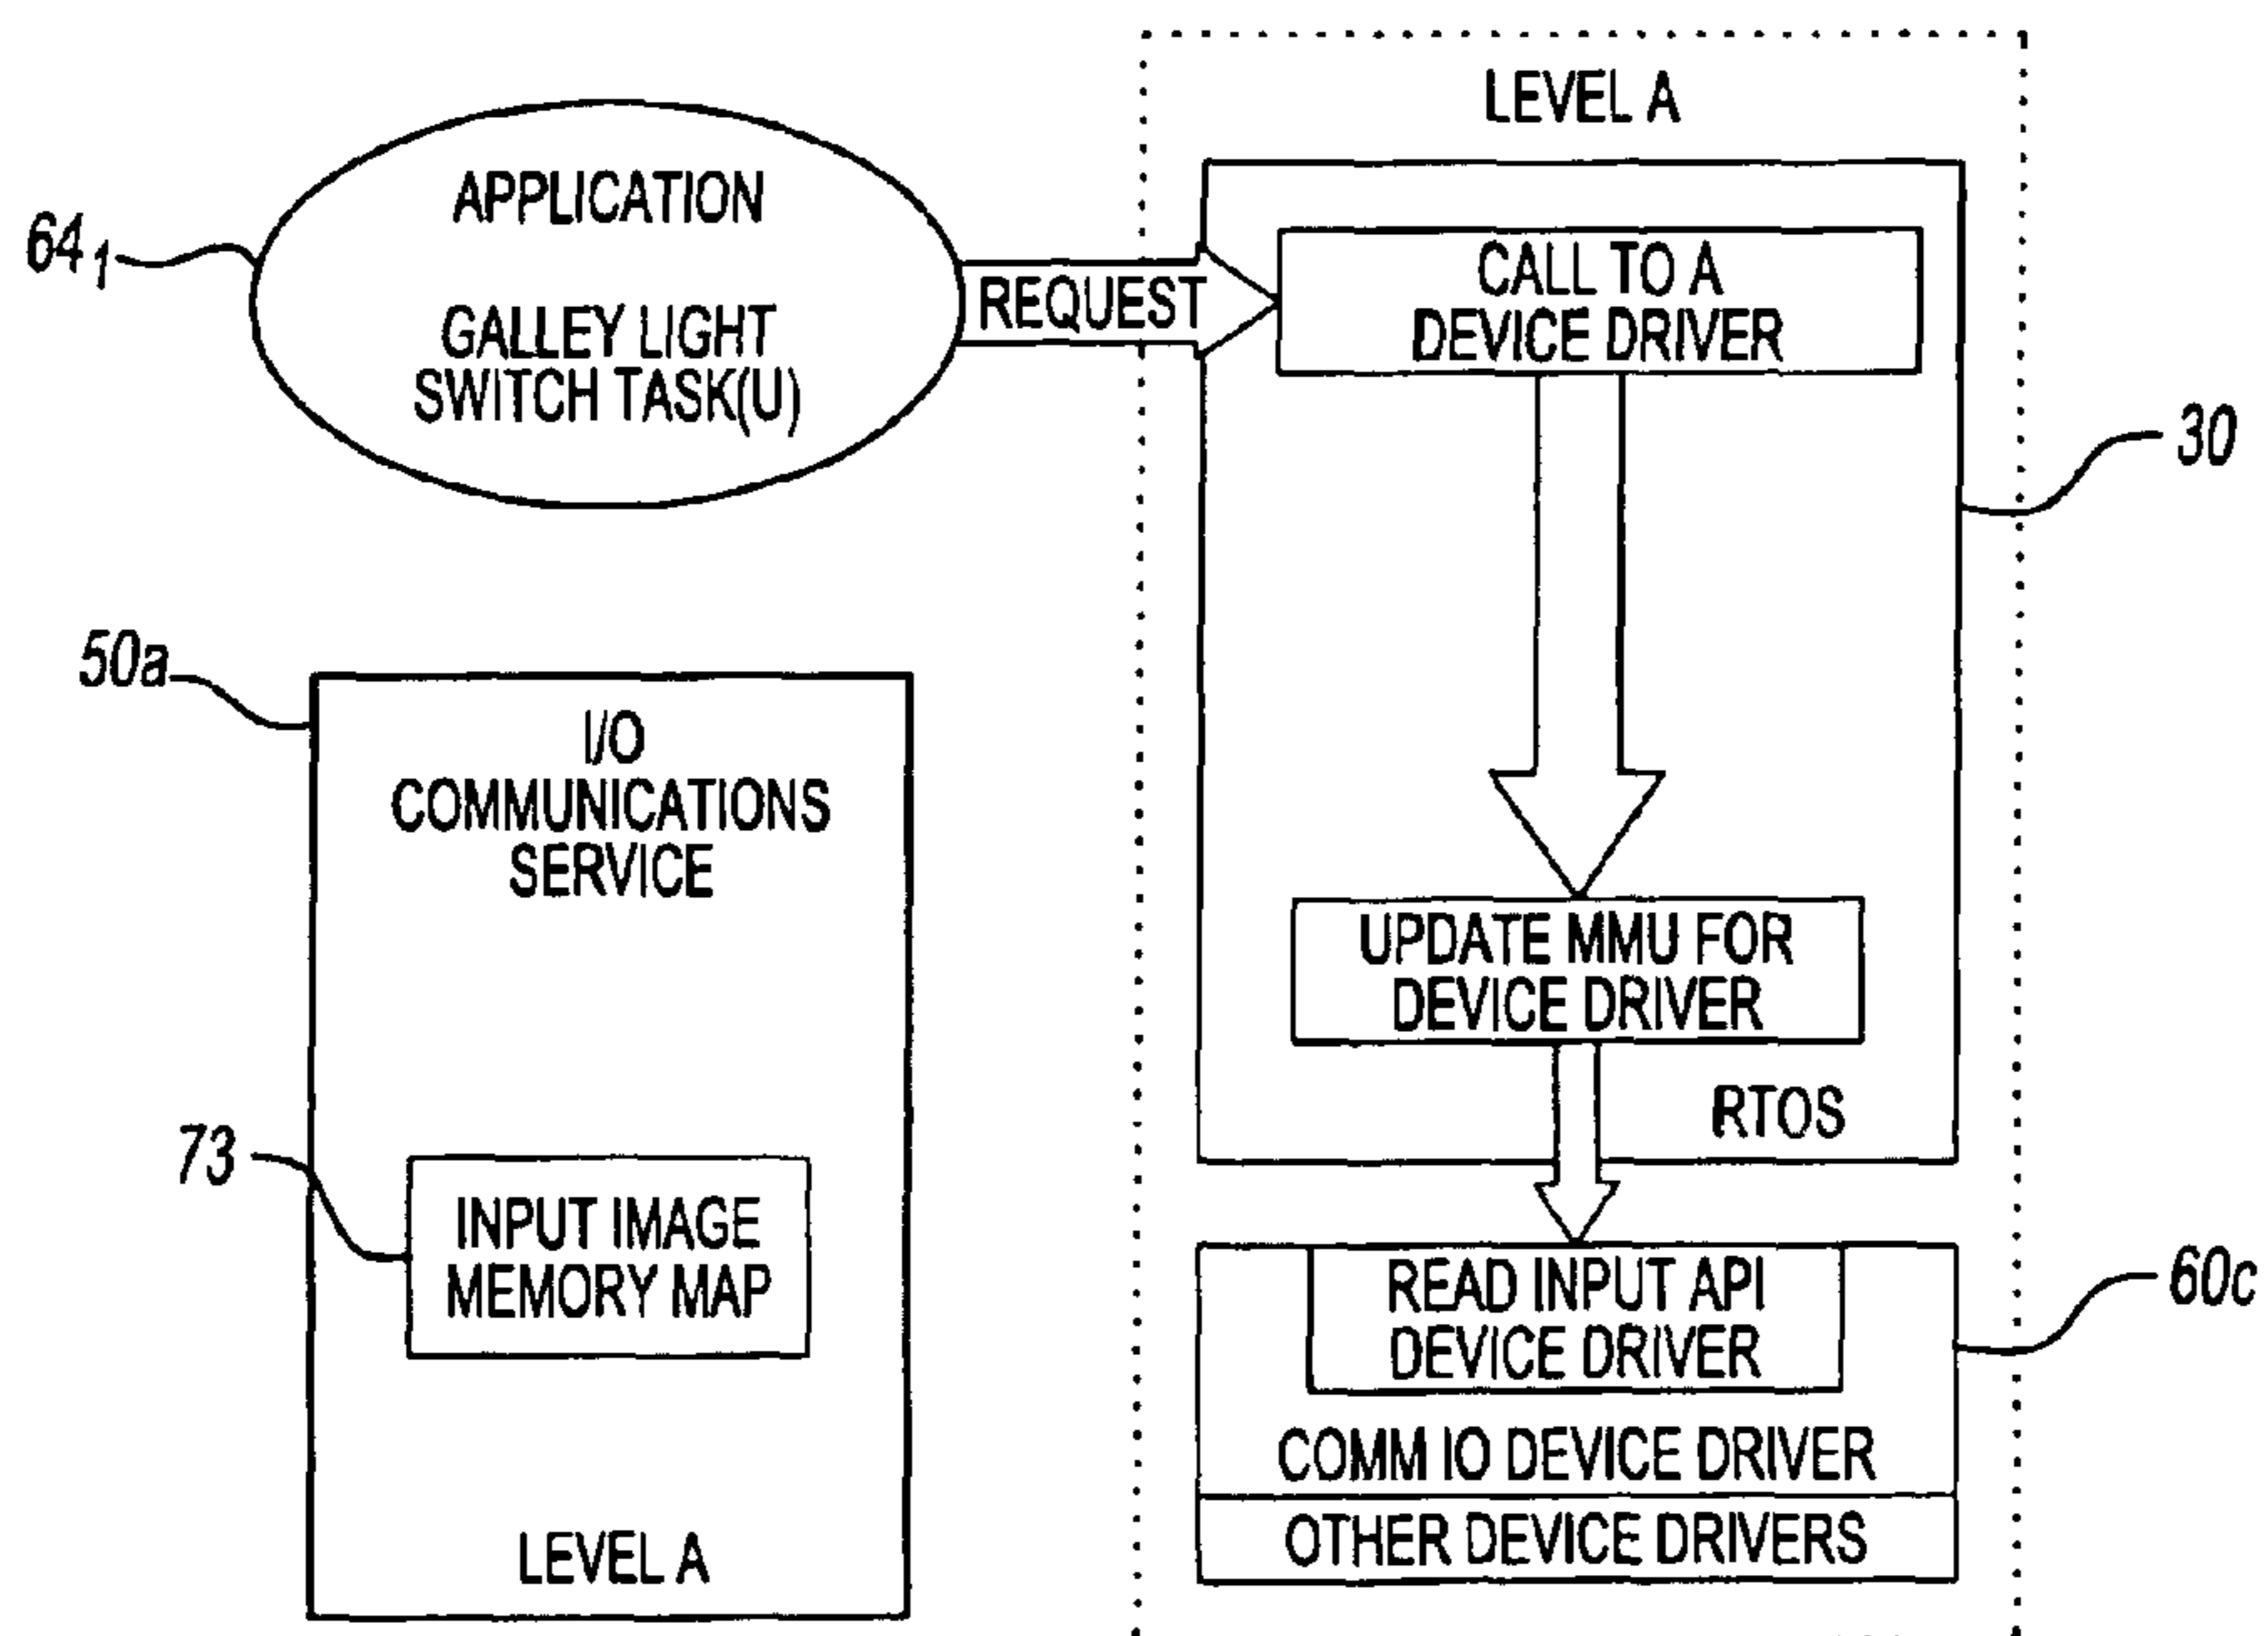 LEVEL A
APPLICATION
GALLEY LIGHT
SWITCH TASK(U)
64 1
REQUEST
CALL TO A
DEVICE DRIVER
30
50a
I/O
COMMUNICATIONS
SERVICE
UPDATE MMU FOR
DEVICE DRIVER
RTOS
73
INPUT IMAGE
MEMORY MAP
LEVEL A
READ INPUT API
DEVICE DRIVER
60c
COMM IO DEVICE DRIVER
OTHER DEVICE DRIVERS